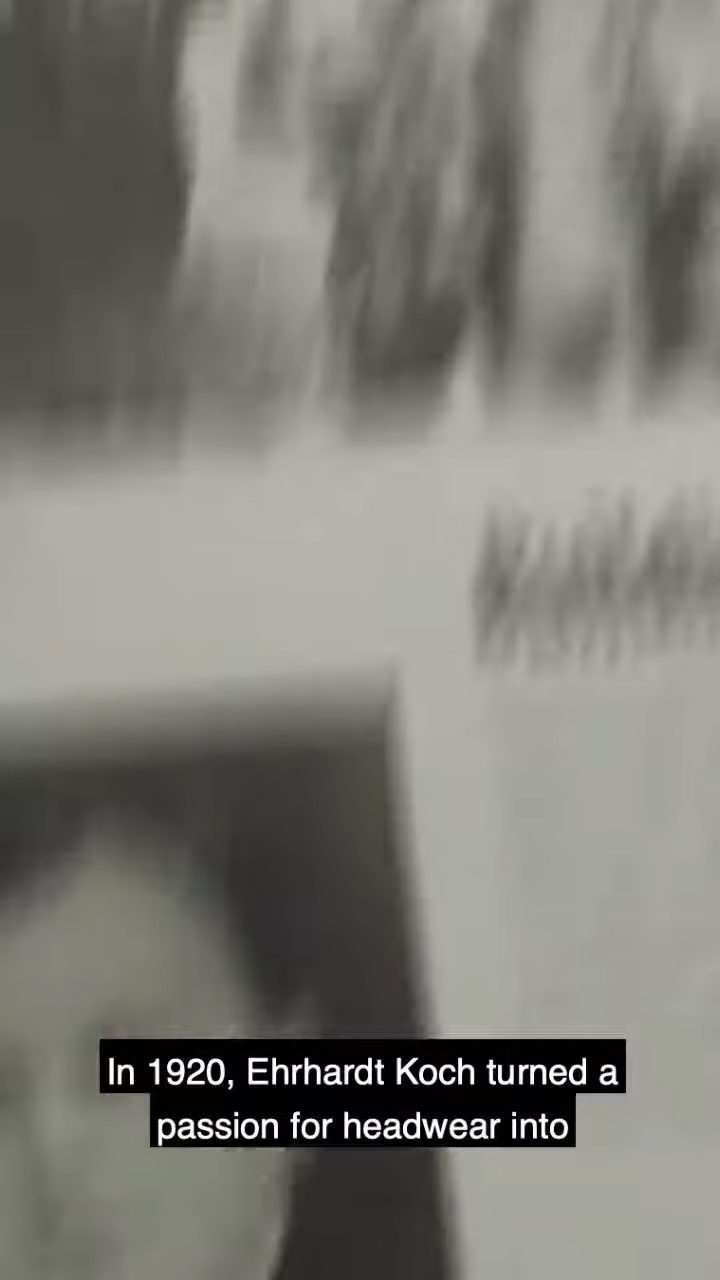 In 1920, Ehrhardt Koch turned a
passion for headwear into